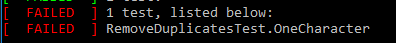 [  FAILED  ] 1 test, listed below:
[  FAILED  ] RemoveDuplicatesTest.OneCharacter